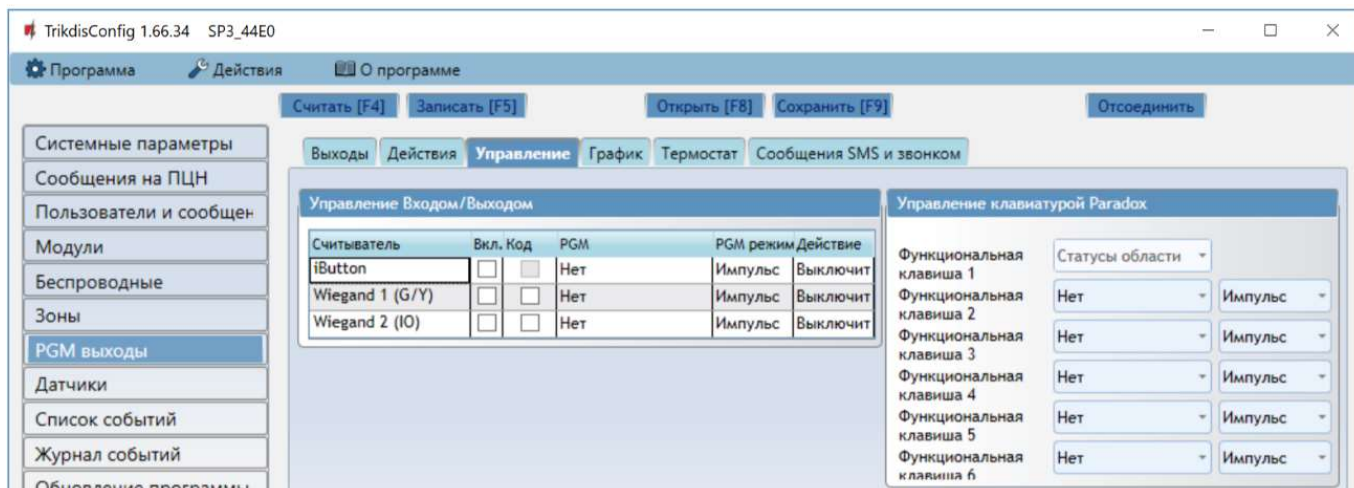 TrikdisConfig 1.66.34 SP3_44E0
Программа Действия О программе
Считать [F4] Записать [F5] Открыть [F8] Сохранить [F9] Отсоединить
Системные параметры
Сообщения на ПЦН
Пользователи и сообщен
Модули
Беспроводные
Зоны
PGM выходы
Датчики
Список событий
Журнал событий
Обновление программы
Выходы Действия Управление График Термостат Сообщения SMS и звонком
Управление Входом/Выходом
Считыватель Вкл. Код PGM PGM режим Действие
iButton Нет Импульс Выключит
Wiegand 1 (G/Y) Нет Импульс Выключит
Wiegand 2 (IO) Нет Импульс Выключит
Управление клавиатурой Paradox
Функциональная
клавиша 1
Статусы области
Функциональная
клавиша 2
Нет Импульс
Функциональная
клавиша 3
Нет Импульс
Функциональная
клавиша 4
Нет Импульс
Функциональная
клавиша 5
Нет Импульс
Функциональная
клавиша 6
Нет Импульс